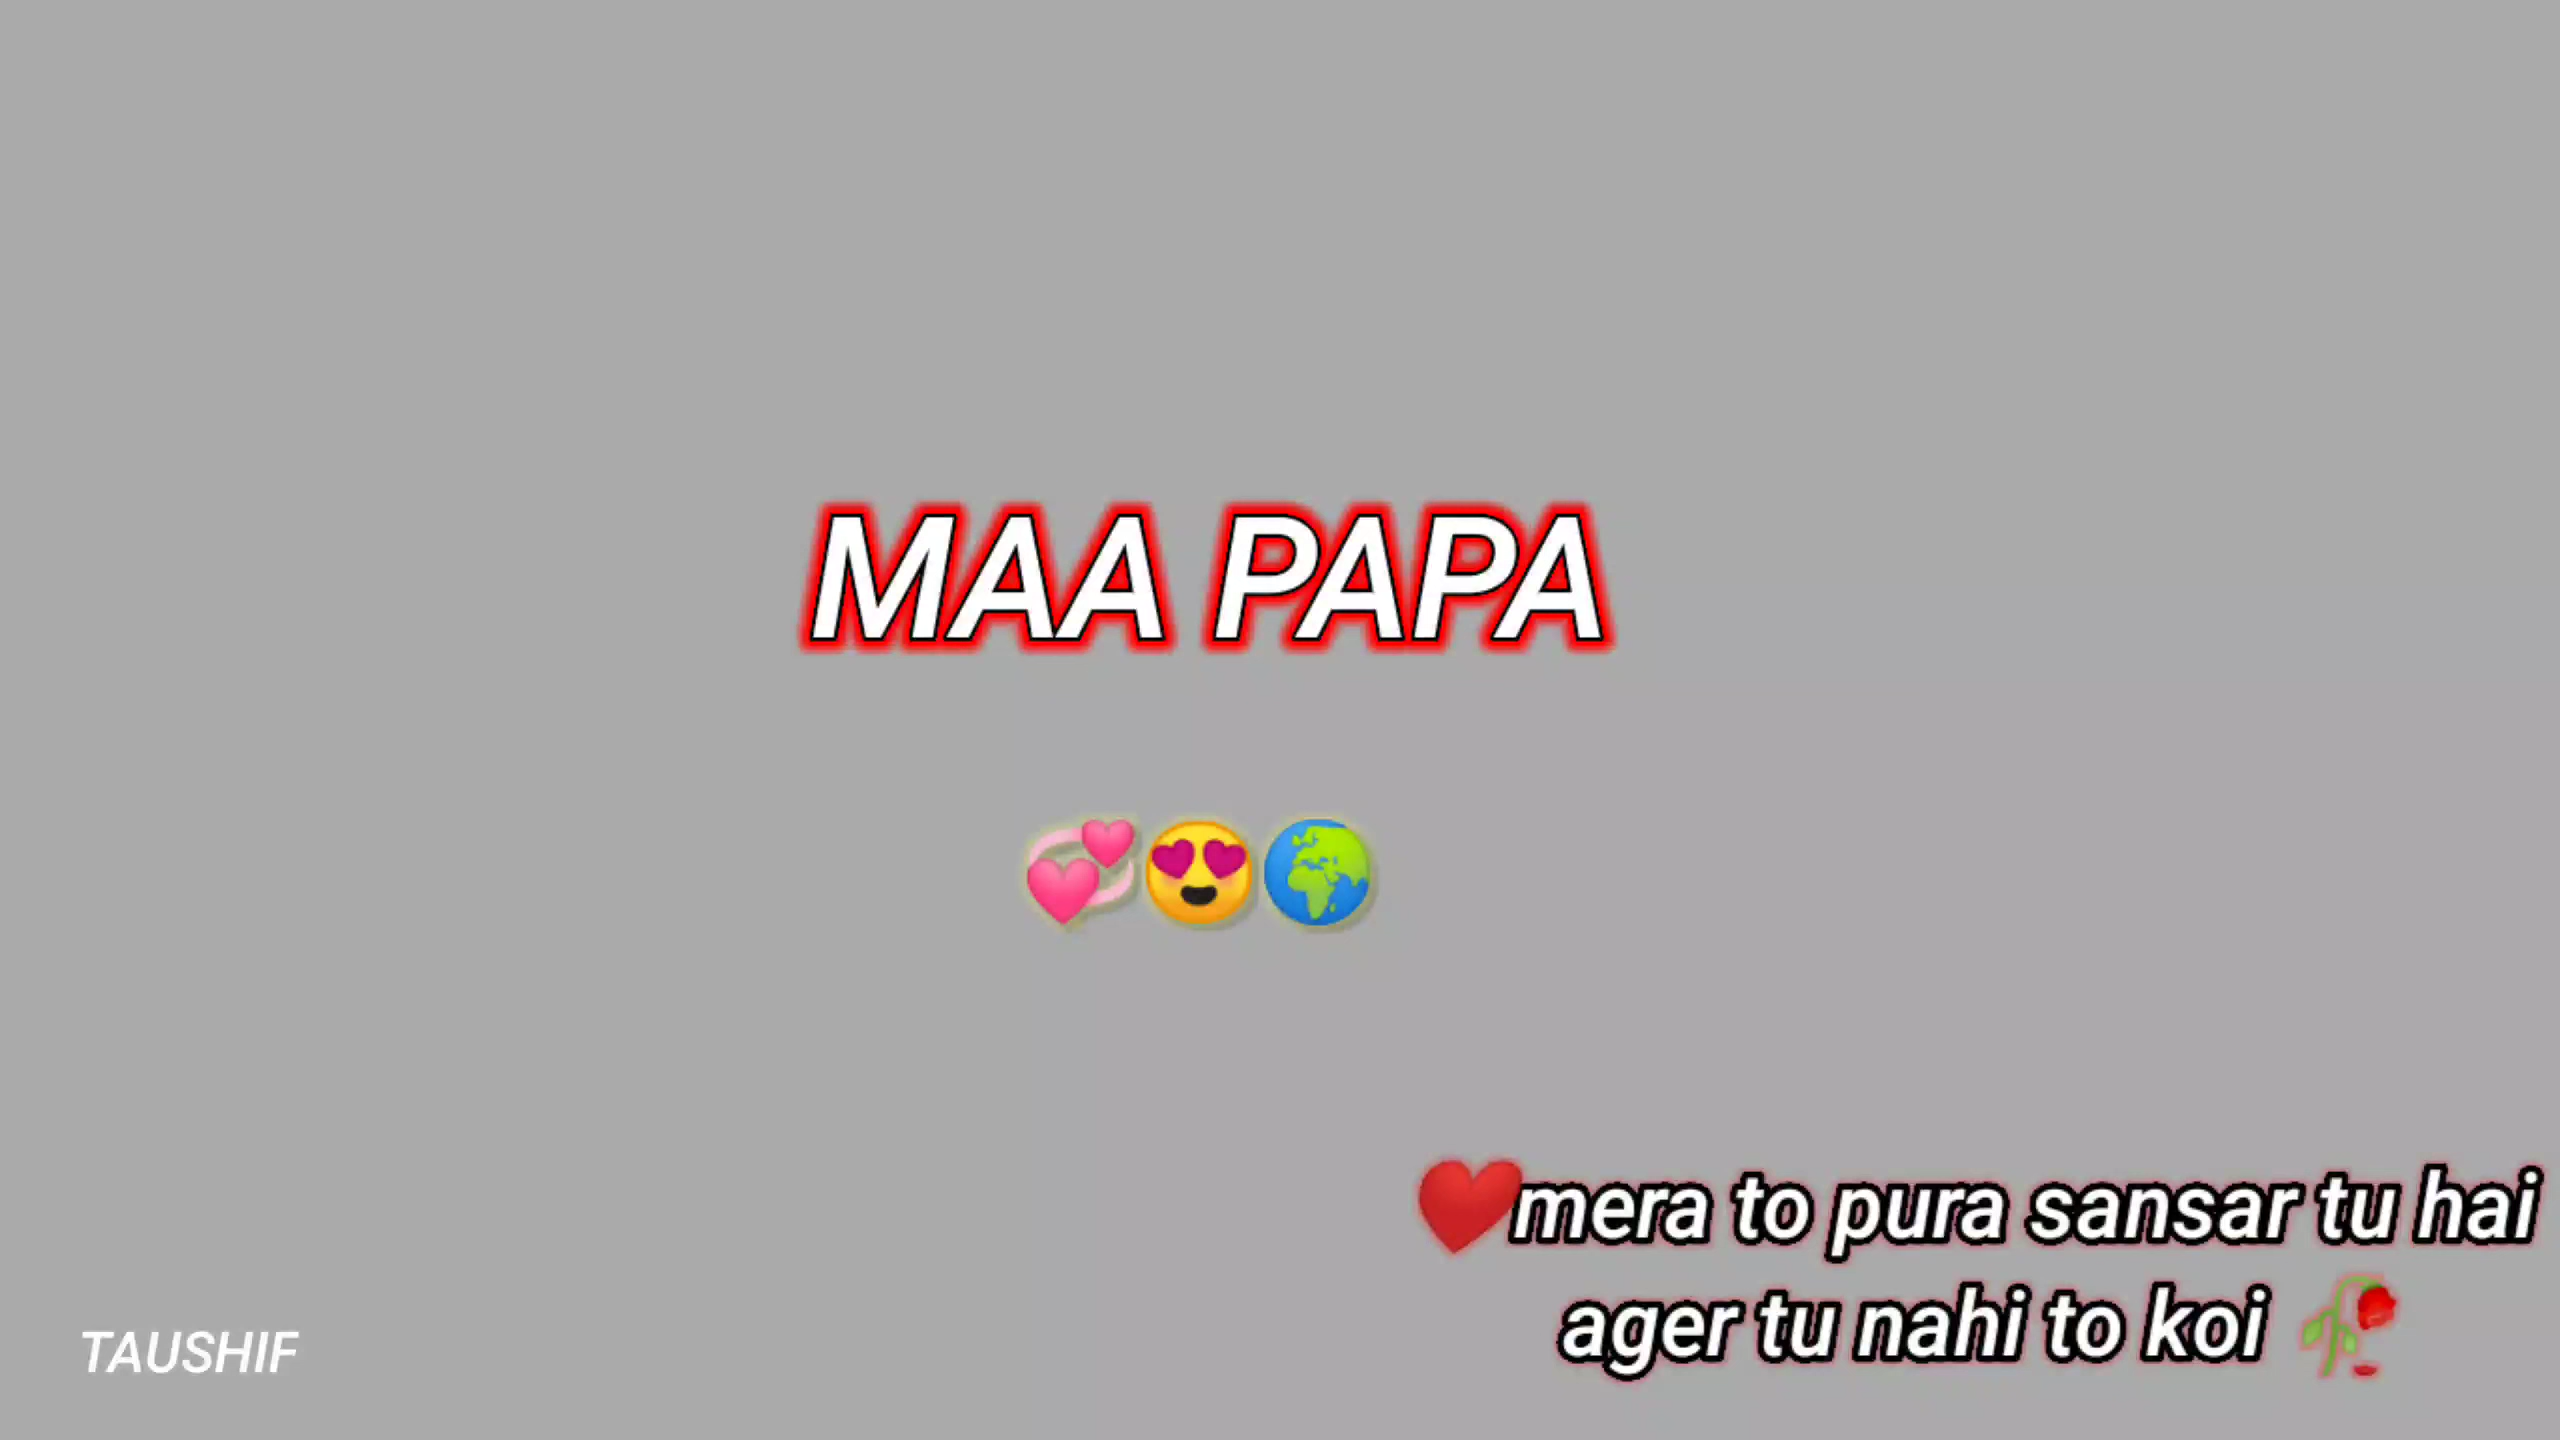 MAA PAPA
💞😍🌍
❤️mera to pura sansar tu hai
ager tu nahi to koi 🥀
TAUSHIF